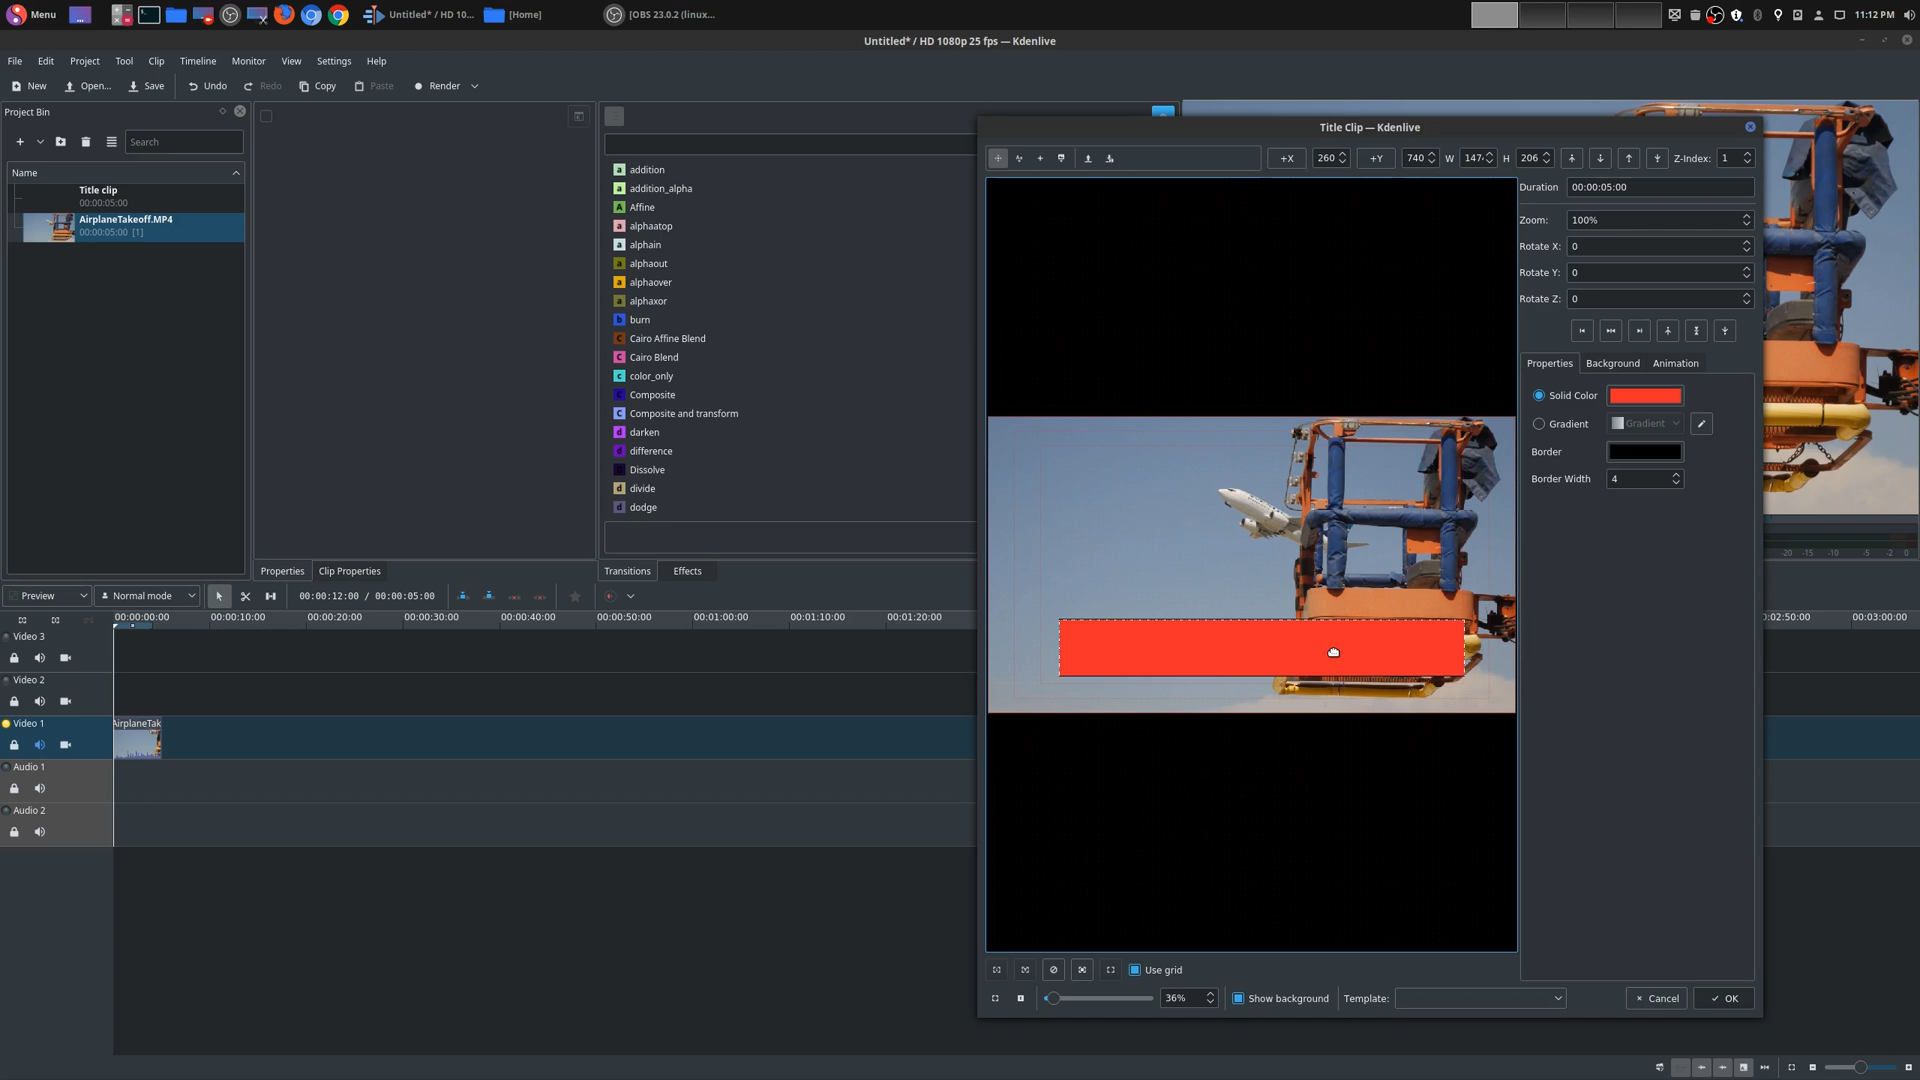 Menu
Untitled* / HD 10...
[Home]
[OBS 23.0.2 (linux...
11:12 PM
Untitled* / HD 1080p 25 fps — Kdenlive
File Edit Project Tool Clip Timeline Monitor View Settings Help
New Open... Save Undo Redo Copy Paste Render
Project Bin
Search
Name
Title clip
00:00:05:00
AirplaneTakeoff.MP4
00:00:05:00 [1]
a addition
a addition_alpha
A Affine
a alphaatop
a alphain
a alphaout
a alphaover
a alphaxor
b burn
C Cairo Affine Blend
C Cairo Blend
c color_only
C Composite
C Composite and transform
d darken
d difference
Dissolve
d divide
d dodge
Properties Clip Properties
Transitions Effects
Title Clip — Kdenlive
+X 260 +Y 740 W 147 H 206 Z-Index: 1
Duration 00:00:05:00
Zoom: 100%
Rotate X: 0
Rotate Y: 0
Rotate Z: 0
Properties Background Animation
Solid Color
Gradient Gradient
Border
Border Width 4
Use grid
36% Show background Template:
Cancel OK
-20 -15 -10 -5 -2 0
Preview Normal mode 00:00:12:00 / 00:00:05:00
00:00:00:00 00:00:10:00 00:00:20:00 00:00:30:00 00:00:40:00 00:00:50:00 00:01:00:00 00:01:10:00 00:01:20:00 0:02:50:00 00:03:00:00
Video 3
Video 2
Video 1
AirplaneTak
Audio 1
Audio 2